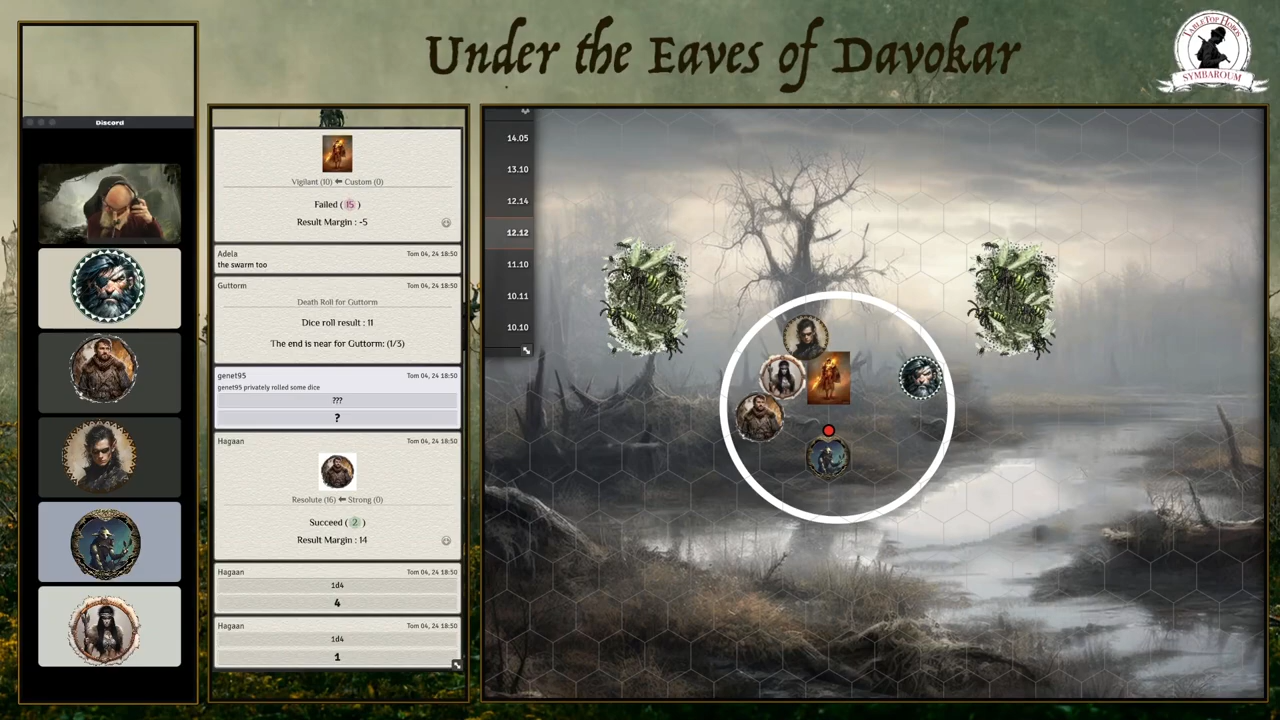 Under the Eaves of Davokar
TABLETOP HOBOS
SYMBAROUM
Discord
Vigilant (10) ⬅ Custom (0)
Failed ( 15 )
Result Margin : -5
Adela
Tom 04, 24 18:50
the swarm too
Guttorm
Tom 04, 24 18:50
Death Roll for Guttorm
Dice roll result : 11
The end is near for Guttorm: (1/3)
genet95
Tom 04, 24 18:50
genet95 privately rolled some dice
???
?
Hagaan
Tom 04, 24 18:50
Resolute (16) ⬅ Strong (0)
Succeed ( 2 )
Result Margin : 14
Hagaan
Tom 04, 24 18:50
1d4
4
Hagaan
Tom 04, 24 18:50
1d4
1
14.05
13.10
12.14
12.12
11.10
10.11
10.10